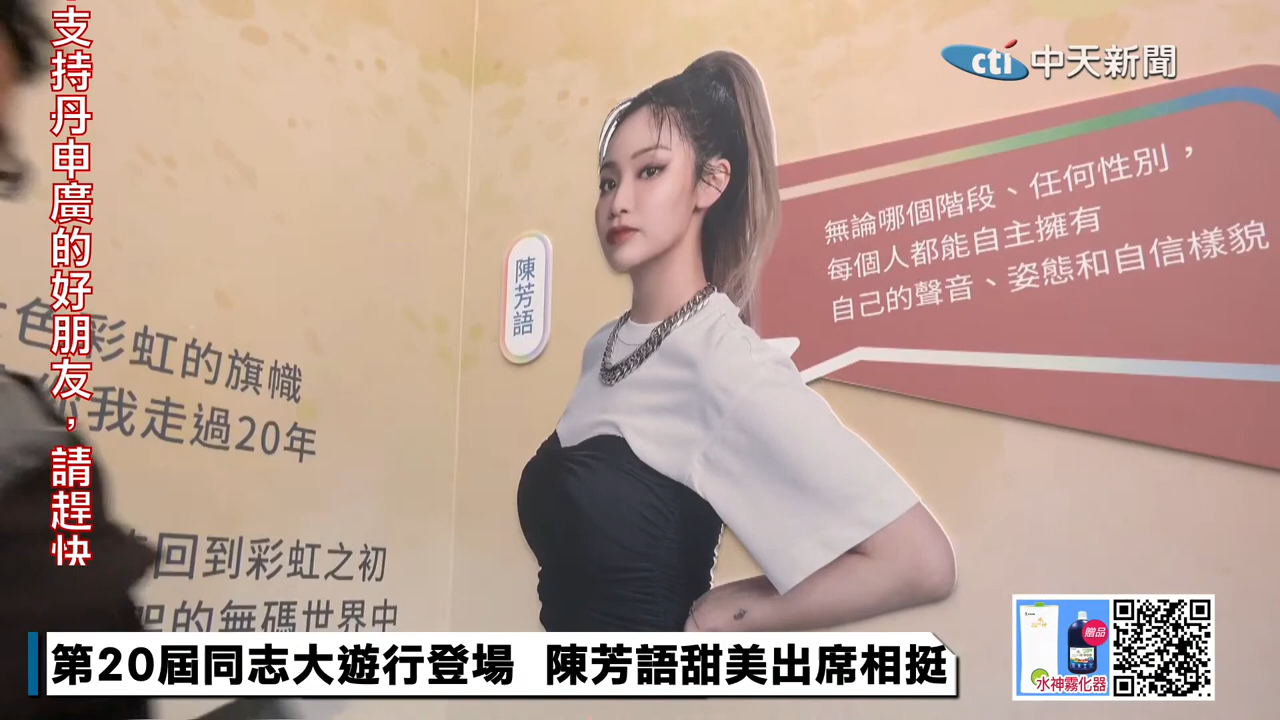 支持丹申廣的好朋友，請趕快
cti 中天新聞
無論哪個階段、任何性別，
每個人都能自主擁有
自己的聲音、姿態和自信樣貌
陳芳語
色彩虹的旗幟
你我走過20年
回到彩虹之初
的無碼世界中
贈品
水神霧化器
第20屆同志大遊行登場 陳芳語甜美出席相挺